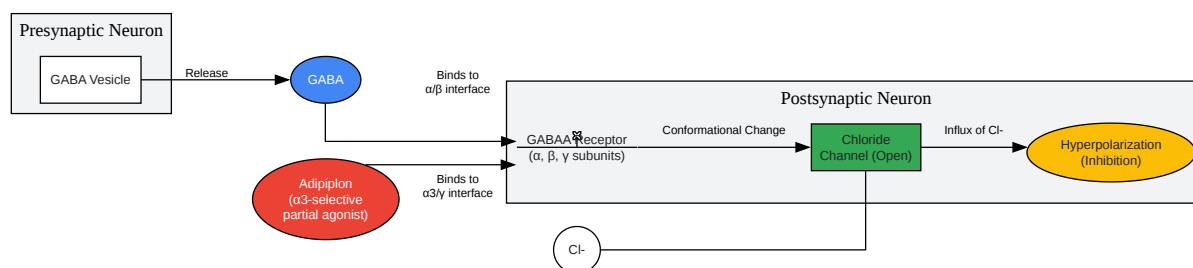 Presynaptic Neuron
GABA Vesicle
Release
GABA
Binds to
α/β interface
Adipiplon
(α3-selective
partial agonist)
Binds to
α3/γ interface
Postsynaptic Neuron
GABAA Receptor
(α, β, γ subunits)
Conformational Change
Chloride
Channel (Open)
Influx of Cl-
Hyperpolarization
(Inhibition)
Cl-